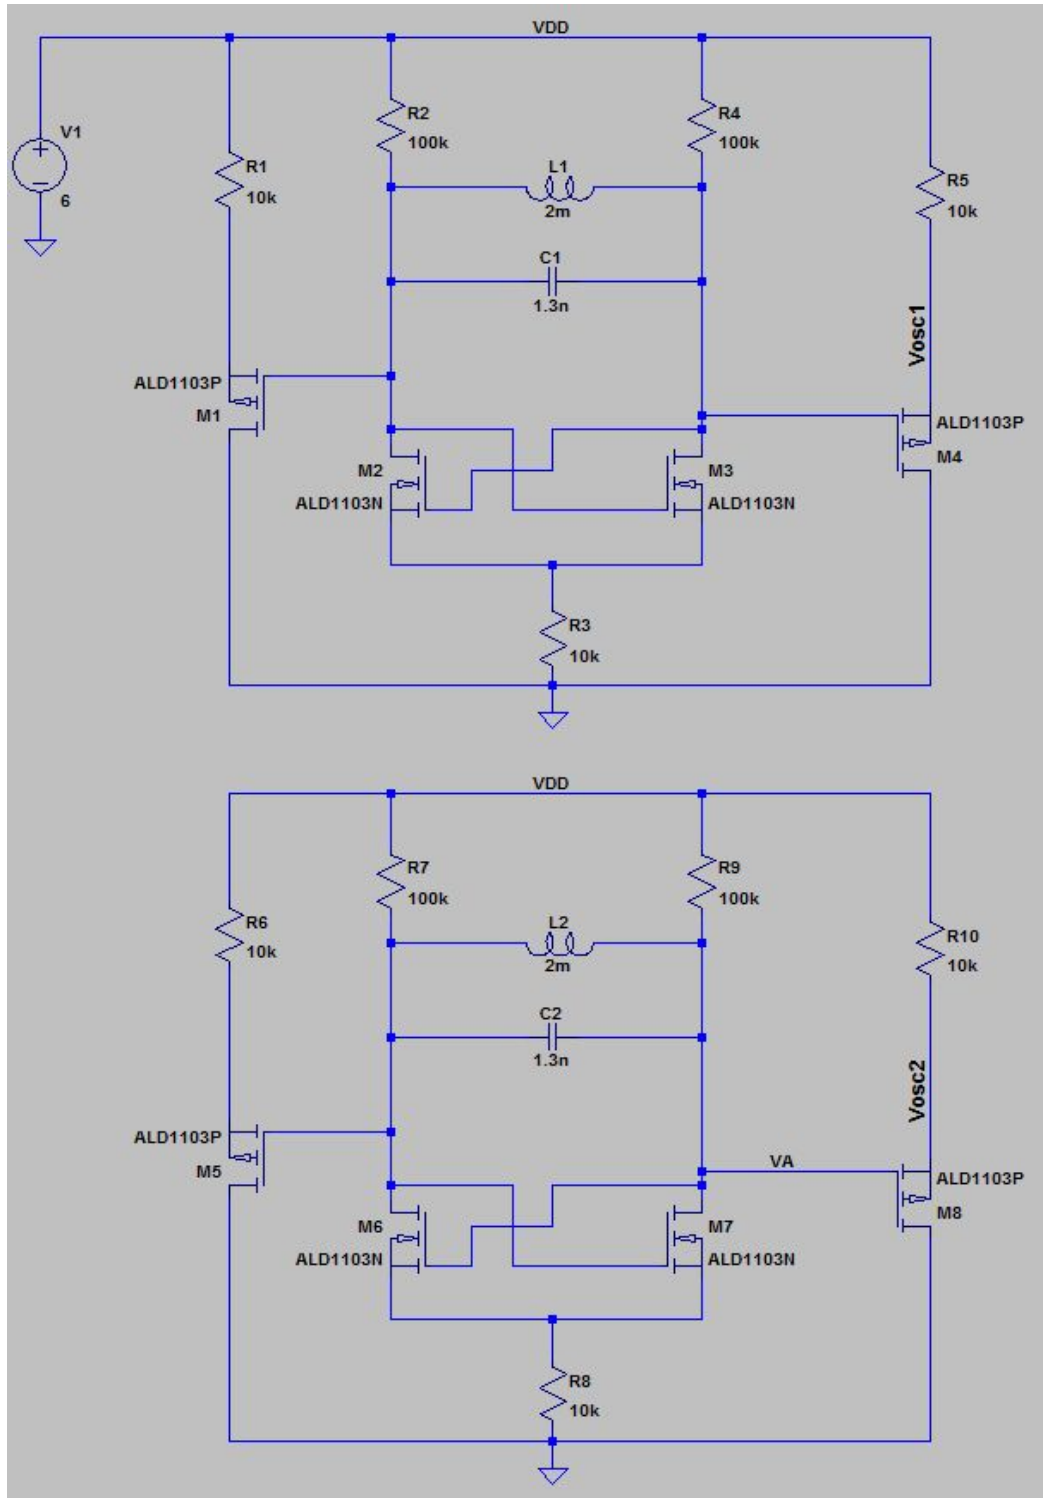 VDD
V1
6
R1
10k
R2
100k
R4
100k
L1
2m
R5
10k
C1
1.3n
Vosc1
ALD1103P
M1
ALD1103P
M4
M2
ALD1103N
M3
ALD1103N
R3
10k
VDD
R6
10k
R7
100k
R9
100k
L2
2m
R10
10k
C2
1.3n
Vosc2
ALD1103P
M5
VA
ALD1103P
M8
M6
ALD1103N
M7
ALD1103N
R8
10k